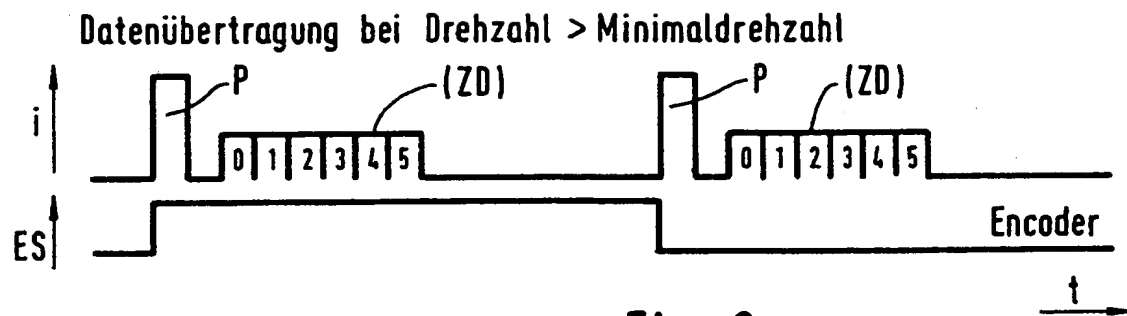 Datenübertragung bei Drehzahl > Minimaldrehzahl
P (ZD) P (ZD)
i
0 1 2 3 4 5 0 1 2 3 4 5
ES Encoder
t